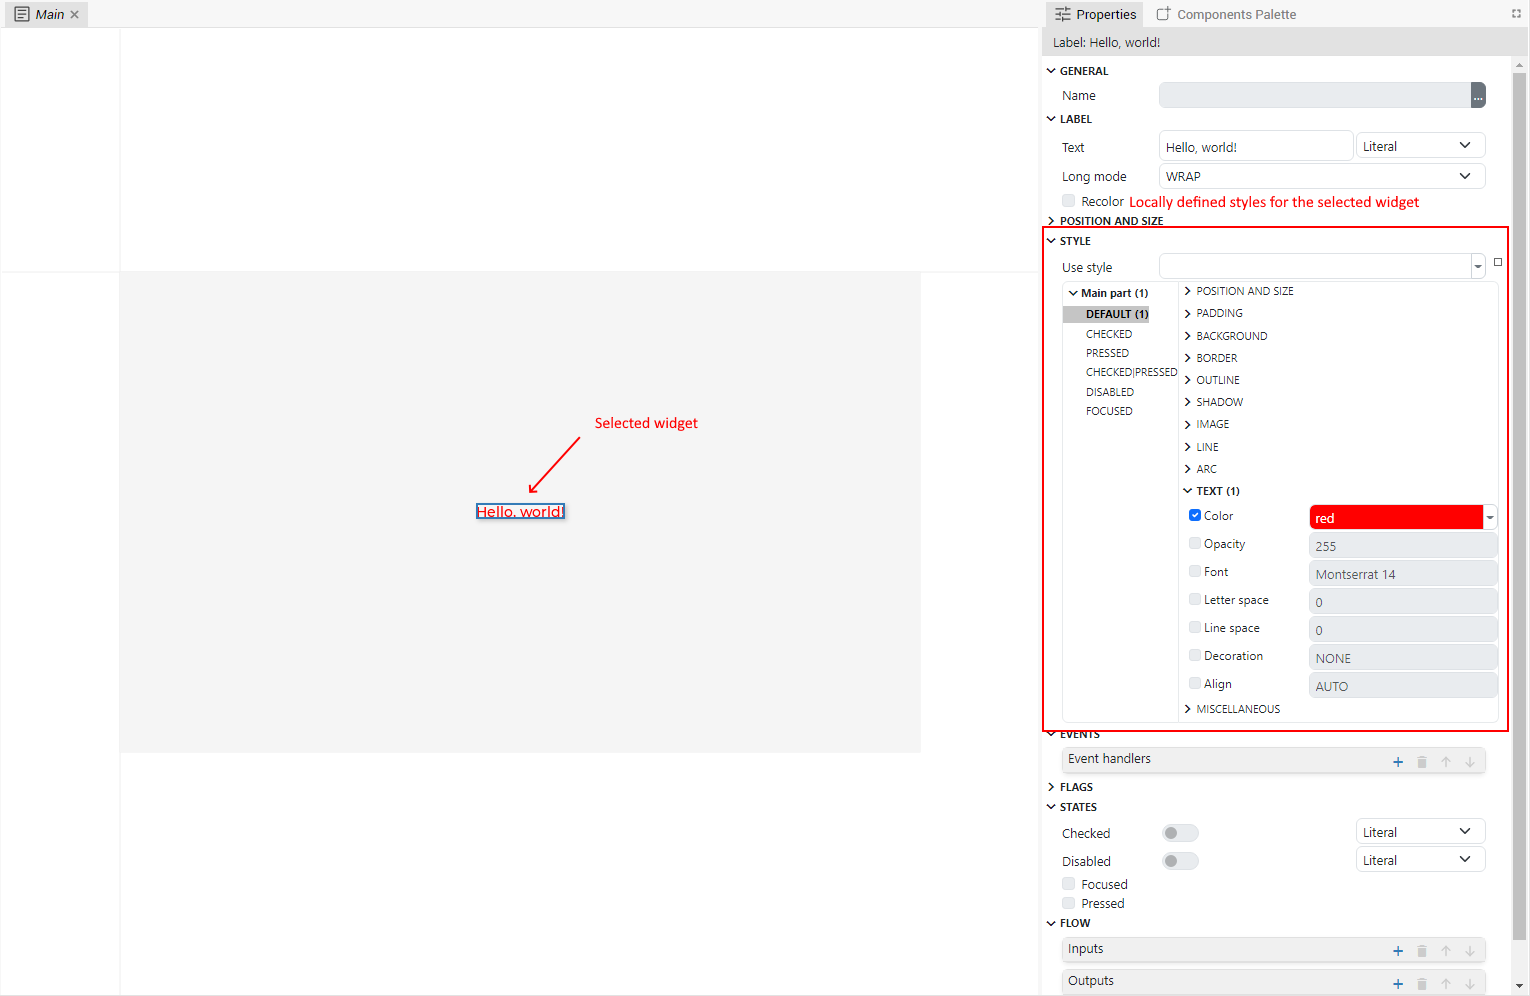 Main
Properties
Components Palette
Label: Hello, world!
GENERAL
Name
...
LABEL
Text
Hello, world!
Literal
Long mode
WRAP
Recolor
Locally defined styles for the selected widget
POSITION AND SIZE
STYLE
Use style
Main part (1)
DEFAULT (1)
CHECKED
PRESSED
CHECKED|PRESSED
DISABLED
FOCUSED
POSITION AND SIZE
PADDING
BACKGROUND
BORDER
OUTLINE
SHADOW
IMAGE
LINE
ARC
TEXT (1)
Color
red
Opacity
255
Font
Montserrat 14
Letter space
0
Line space
0
Decoration
NONE
Align
AUTO
MISCELLANEOUS
Selected widget
Hello, world!
EVENTS
Event handlers
FLAGS
STATES
Checked
Literal
Disabled
Literal
Focused
Pressed
FLOW
Inputs
Outputs